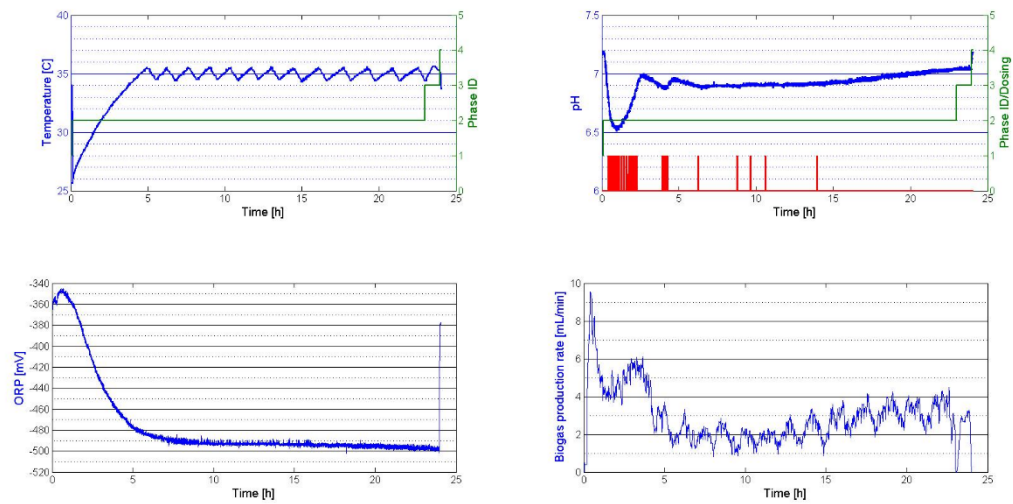 Temperature [C]
40
35
30
25
0 5 10 15 20 25
Time [h]
5
4
3
2
1
0
Phase ID
pH
7.5
7
6.5
6
0 5 10 15 20 25
Time [h]
5
4
3
2
1
0
Phase ID/Dosing
ORP [mV]
-340
-360
-380
-400
-420
-440
-460
-480
-500
-520
0 5 10 15 20 25
Time [h]
Biogas production rate [mL/min]
10
8
6
4
2
0
0 5 10 15 20 25
Time [h]